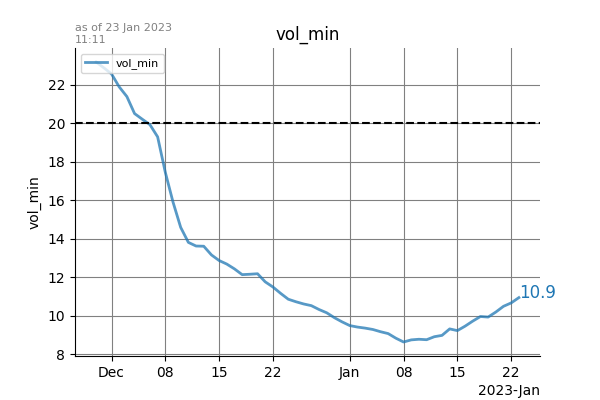 as of 23 Jan 2023
11:11
vol_min
vol_min
22
20
18
16
14
12
10
8
vol_min
10.9
Dec 08 15 22 Jan 08 15 22
2023-Jan